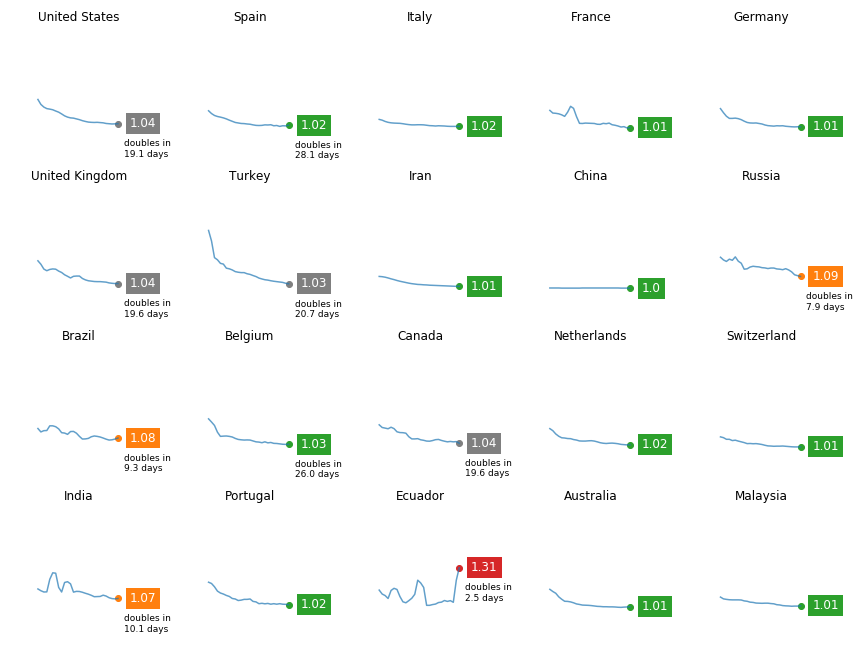 United States
Spain
Italy
France
Germany
1.04
doubles in
19.1 days
1.02
doubles in
28.1 days
1.02
1.01
1.01
United Kingdom
Turkey
Iran
China
Russia
1.04
doubles in
19.6 days
1.03
doubles in
20.7 days
1.01
1.0
1.09
doubles in
7.9 days
Brazil
Belgium
Canada
Netherlands
Switzerland
1.08
doubles in
9.3 days
1.03
doubles in
26.0 days
1.04
doubles in
19.6 days
1.02
1.01
India
Portugal
Ecuador
Australia
Malaysia
1.07
doubles in
10.1 days
1.02
1.31
doubles in
2.5 days
1.01
1.01